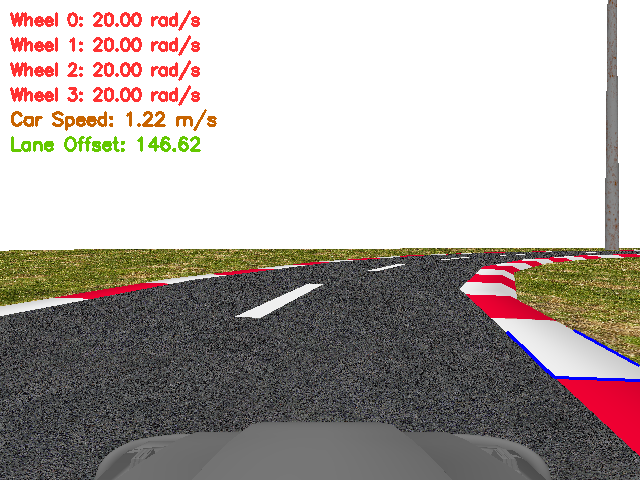 Wheel 0: 20.00 rad/s
Wheel 1: 20.00 rad/s
Wheel 2: 20.00 rad/s
Wheel 3: 20.00 rad/s
Car Speed: 1.22 m/s
Lane Offset: 146.62